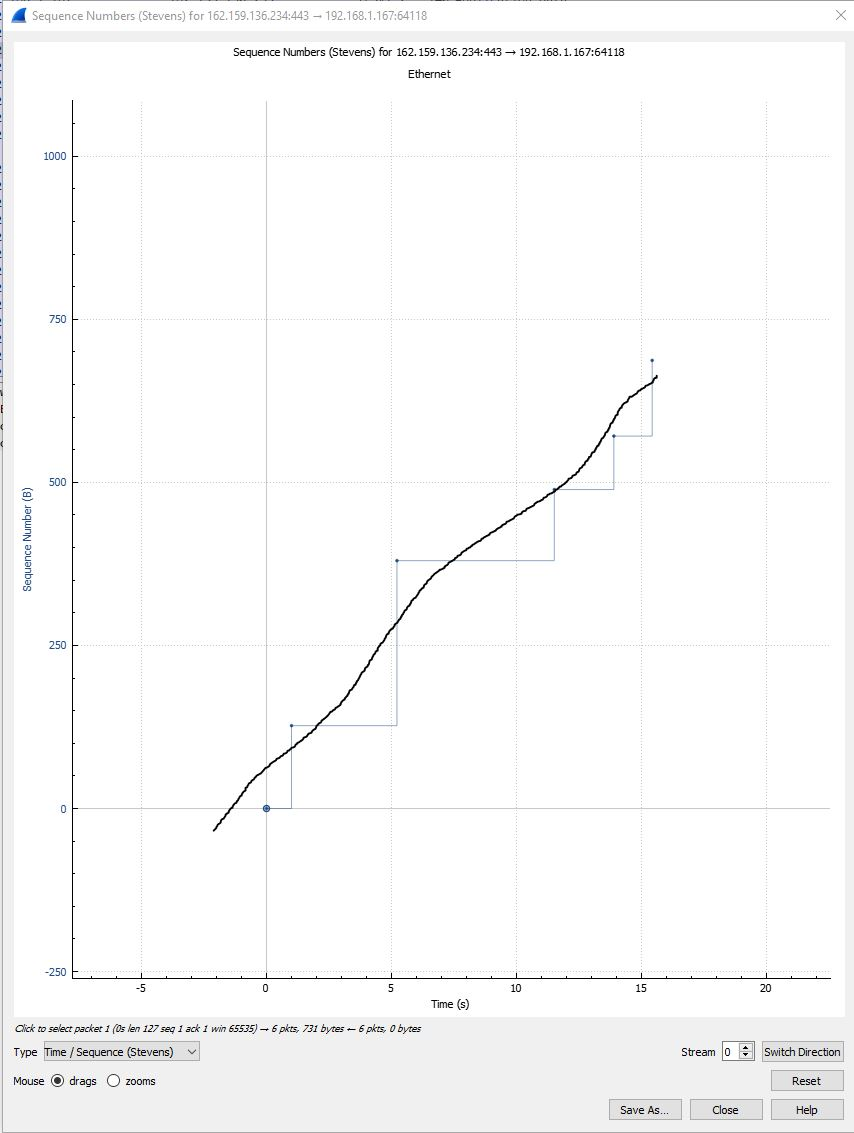 Sequence Numbers (Stevens) for 162.159.136.234:443 → 192.168.1.167:64118
Sequence Numbers (Stevens) for 162.159.136.234:443 → 192.168.1.167:64118
Ethernet
1000
750
500
250
0
-250
Sequence Number (B)
-5 0 5 10 15 20
Time (s)
Click to select packet 1 (0s len 127 seq 1 ack 1 win 65535) → 6 pkts, 731 bytes ← 6 pkts, 0 bytes
Type Time / Sequence (Stevens) Stream 0 Switch Direction
Mouse drags zooms Reset
Save As... Close Help